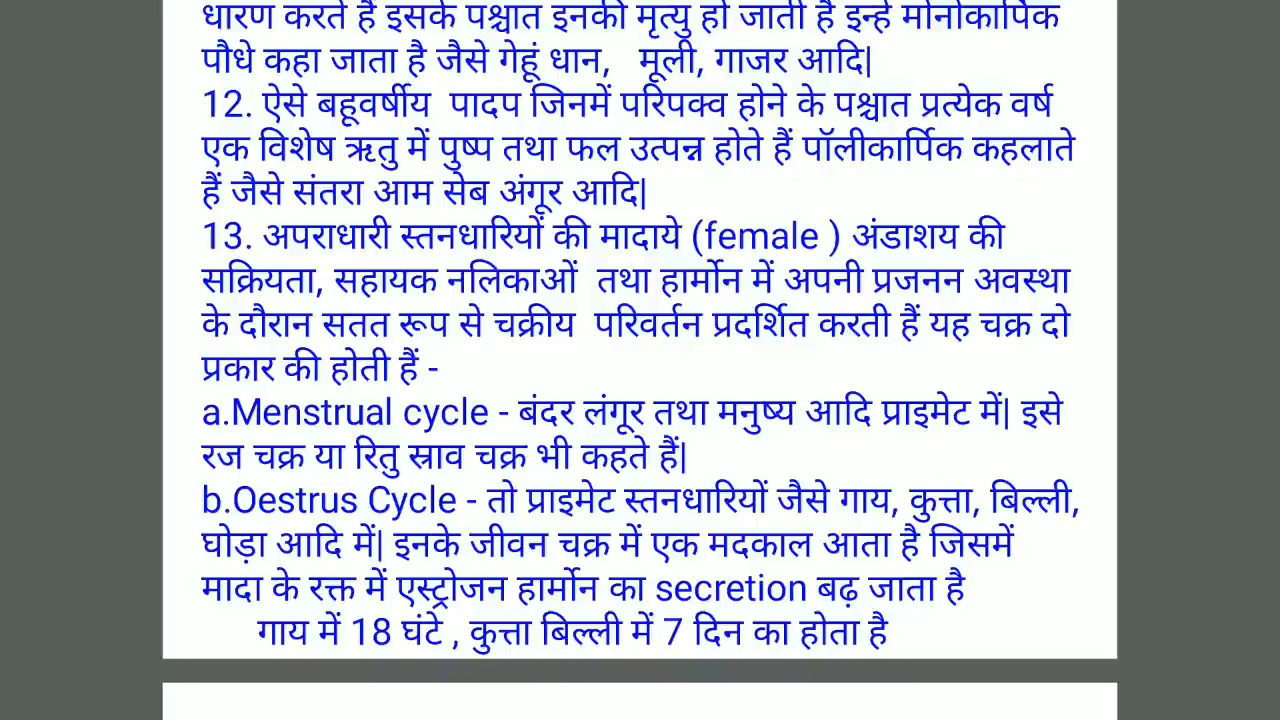 धारण करते हैं इसके पश्चात इनकी मृत्यु हो जाती है इन्हें मोनोकार्पिक
पौधे कहा जाता है जैसे गेहूं धान, मूली, गाजर आदि|
12. ऐसे बहूवर्षीय पादप जिनमें परिपक्व होने के पश्चात प्रत्येक वर्ष
एक विशेष ऋतु में पुष्प तथा फल उत्पन्न होते हैं पॉलीकार्पिक कहलाते
हैं जैसे संतरा आम सेब अंगूर आदि|
13. अपराधारी स्तनधारियों की मादाये (female ) अंडाशय की
सक्रियता, सहायक नलिकाओं तथा हार्मोन में अपनी प्रजनन अवस्था
के दौरान सतत रूप से चक्रीय परिवर्तन प्रदर्शित करती हैं यह चक्र दो
प्रकार की होती हैं -
a.Menstrual cycle - बंदर लंगूर तथा मनुष्य आदि प्राइमेट में| इसे
रज चक्र या रितु स्राव चक्र भी कहते हैं|
b.Oestrus Cycle - तो प्राइमेट स्तनधारियों जैसे गाय, कुत्ता, बिल्ली,
घोड़ा आदि में| इनके जीवन चक्र में एक मदकाल आता है जिसमें
मादा के रक्त में एस्ट्रोजन हार्मोन का secretion बढ़ जाता है
गाय में 18 घंटे , कुत्ता बिल्ली में 7 दिन का होता है